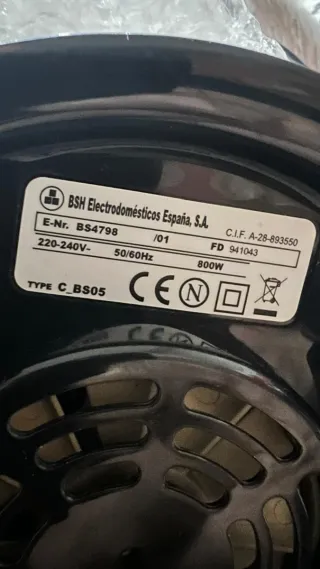 BSH Electrodomésticos España, S.A.
C.I.F. A-28-893550
E-Nr. BS4798 /01 FD 941043
220-240V~ 50/60Hz 800W
TYPE C_BS05 CE N